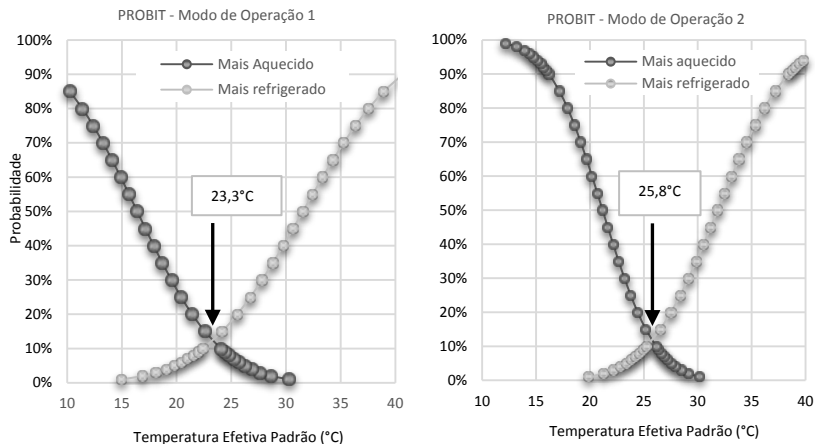 PROBIT - Modo de Operação 1
100%
90%
80%
70%
60%
50%
40%
30%
20%
10%
0%
Probabilidade
Mais Aquecido
Mais refrigerado
23,3°C
10 15 20 25 30 35 40
Temperatura Efetiva Padrão (°C)
PROBIT - Modo de Operação 2
100%
90%
80%
70%
60%
50%
40%
30%
20%
10%
0%
Mais aquecido
Mais refrigerado
25,8°C
10 15 20 25 30 35 40
Temperatura Efetiva Padrão (°C)